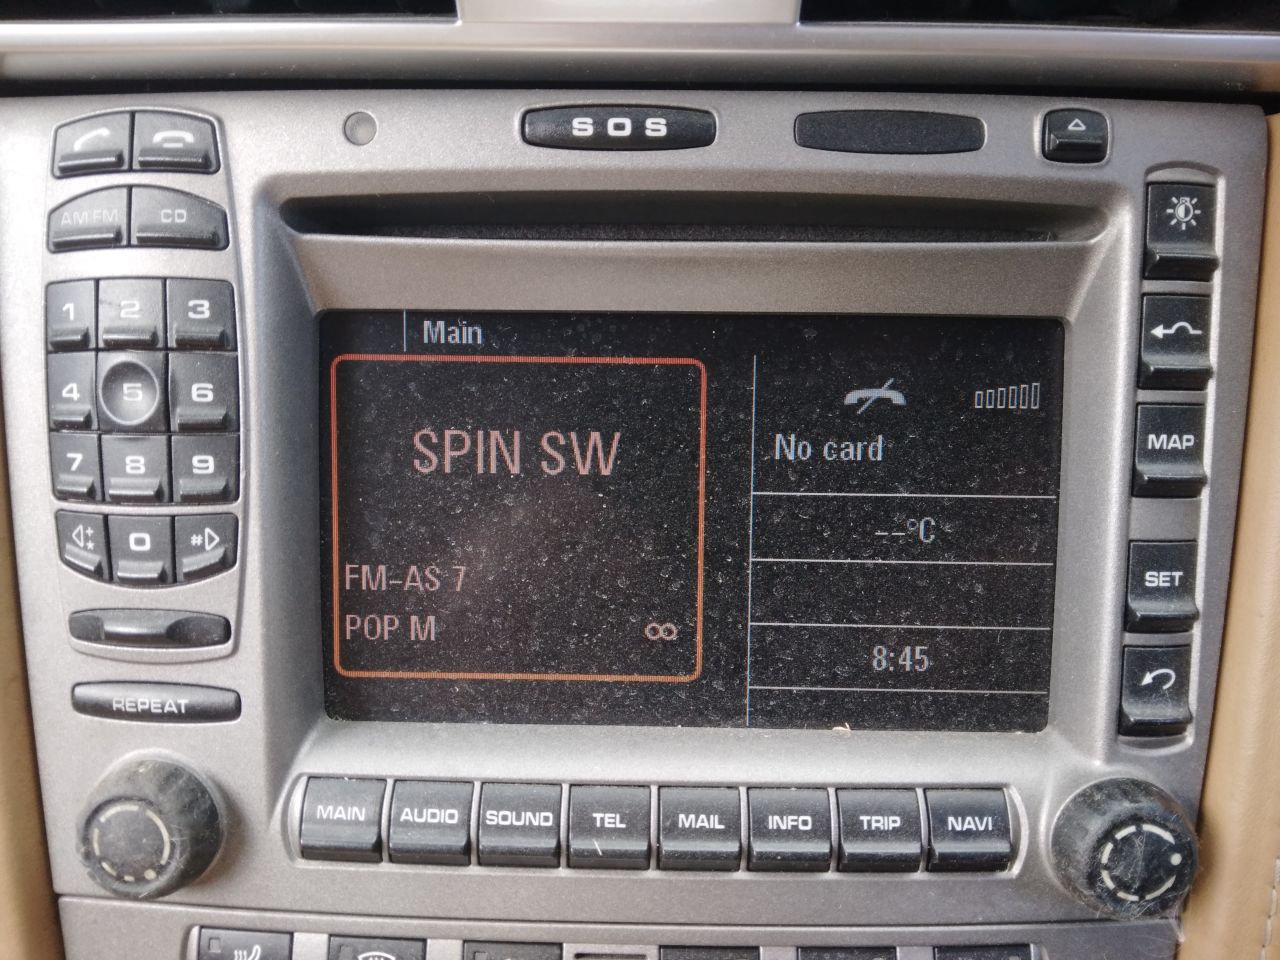 SOS
AM FM CD
1 2 3
4 5 6
7 8 9
+
* 0 #
REPEAT
Main
SPIN SW
FM-AS 7
POP M
No card
--°C
8:45
MAP
SET
MAIN AUDIO SOUND TEL MAIL INFO TRIP NAVI